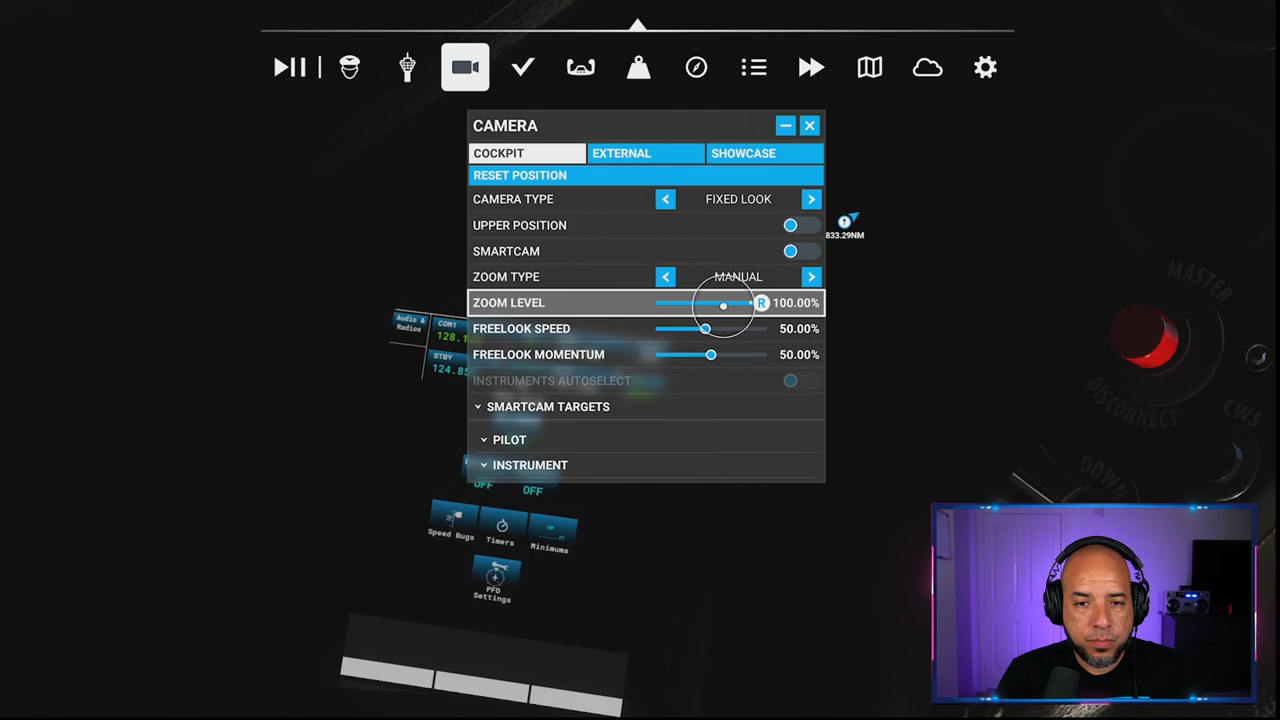 CAMERA
COCKPIT EXTERNAL SHOWCASE
RESET POSITION
CAMERA TYPE FIXED LOOK
UPPER POSITION
833.29NM
SMARTCAM
ZOOM TYPE MANUAL
ZOOM LEVEL R 100.00%
FREELOOK SPEED 50.00%
FREELOOK MOMENTUM 50.00%
INSTRUMENTS AUTOSELECT
SMARTCAM TARGETS
PILOT
INSTRUMENT
Audio &
Radios
COM1
128.1
STBY
124.85
OFF OFF
Speed Bugs Timers Minimums
PFD
Settings
MASTER
DISCONNECT
CWS
DOWN